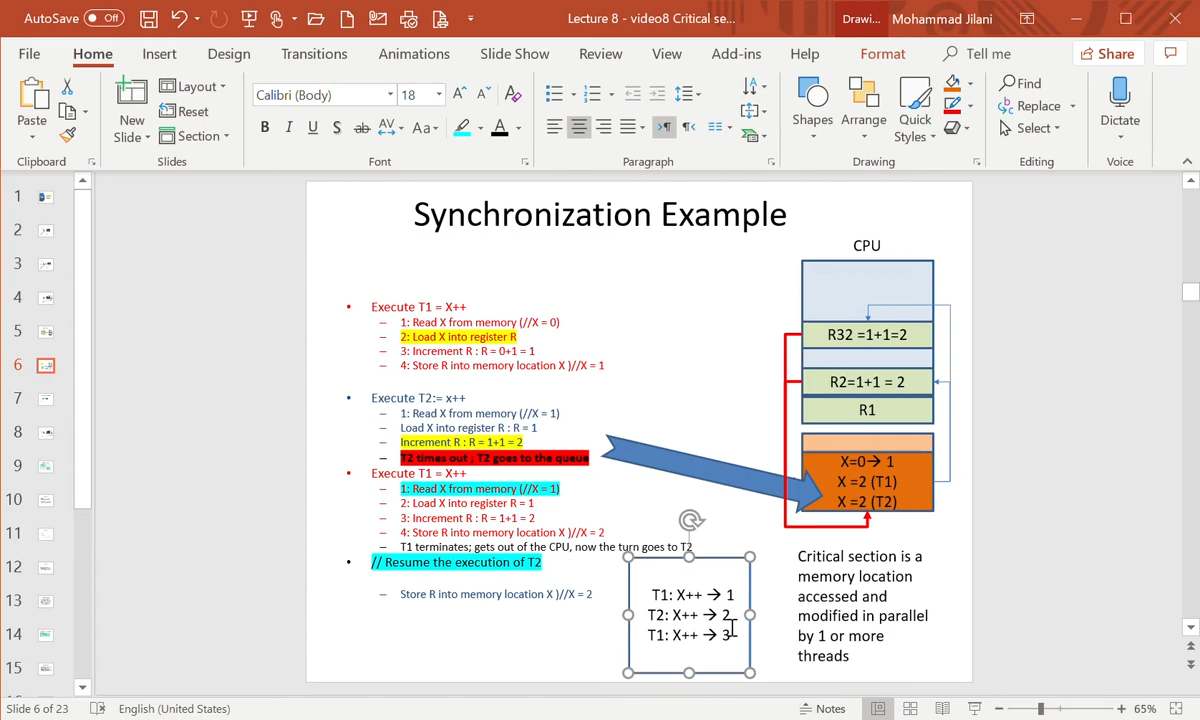 AutoSave Off
Lecture 8 - video8 Critical se...
Drawi... Mohammad Jilani
File Home Insert Design Transitions Animations Slide Show Review View Add-ins Help Format Tell me
Share
Paste
New Slide
Layout
Reset
Section
Calibri (Body) 18
B I U S ab AV Aa A
Shapes Arrange Quick Styles
Find
Replace
Select
Dictate
Clipboard Slides Font Paragraph Drawing Editing Voice
1
2
3
4
5
6
7
8
9
10
11
12
13
14
15
Synchronization Example
• Execute T1 = X++
– 1: Read X from memory (//X = 0)
– 2: Load X into register R
– 3: Increment R : R = 0+1 = 1
– 4: Store R into memory location X )//X = 1
• Execute T2:= x++
– 1: Read X from memory (//X = 1)
– Load X into register R : R = 1
– Increment R : R = 1+1 = 2
– T2 times out ; T2 goes to the queue
• Execute T1 = X++
– 1: Read X from memory (//X = 1)
– 2: Load X into register R = 1
– 3: Increment R : R = 1+1 = 2
– 4: Store R into memory location X )//X = 2
– T1 terminates; gets out of the CPU, now the turn goes to T2
• // Resume the execution of T2
– Store R into memory location X )//X = 2
T1: X++ → 1
T2: X++ → 2
T1: X++ → 3
CPU
R32 =1+1=2
R2=1+1 = 2
R1
X=0→ 1
X =2 (T1)
X =2 (T2)
Critical section is a
memory location
accessed and
modified in parallel
by 1 or more
threads
Slide 6 of 23 English (United States)
Notes
65%